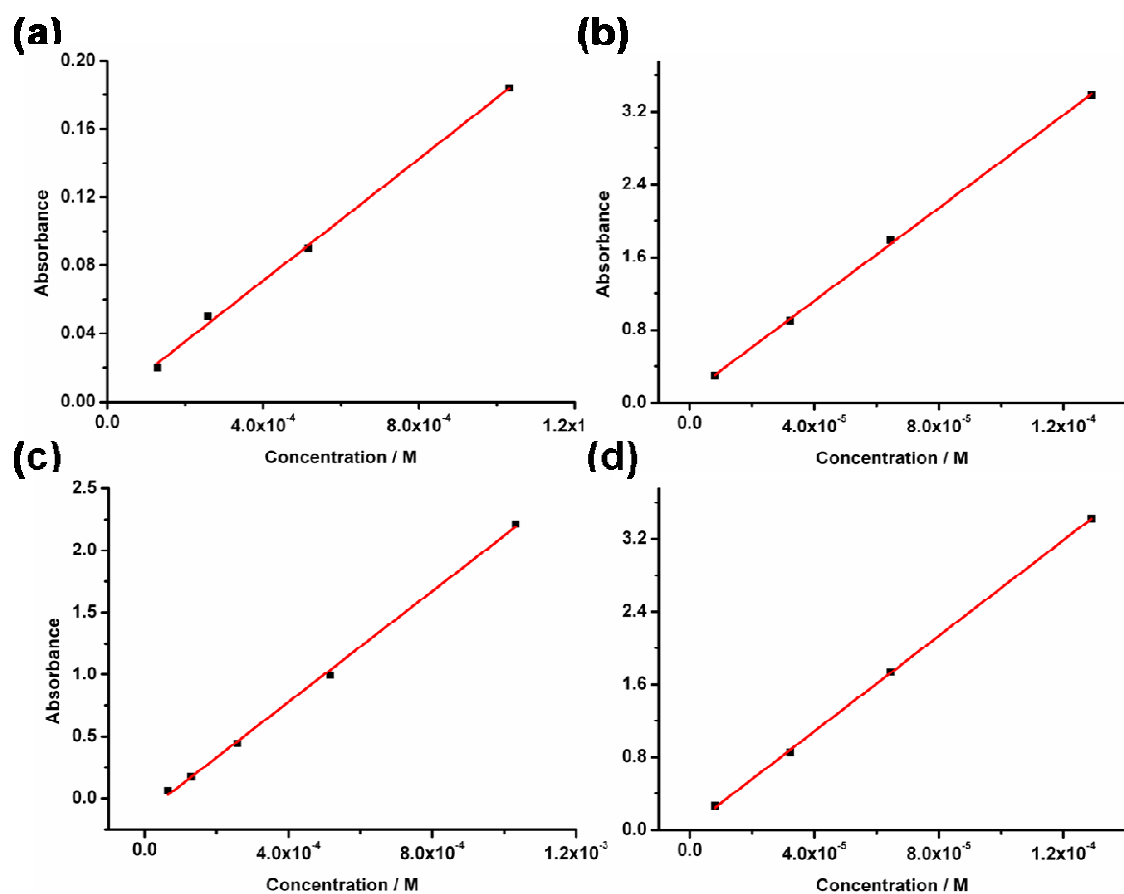 (a)
0.20
0.16
0.12
0.08
0.04
0.00
Absorbance
0.0 4.0x10⁻⁴ 8.0x10⁻⁴ 1.2x1
Concentration / M
(b)
3.2
2.4
1.6
0.8
0.0
Absorbance
0.0 4.0x10⁻⁵ 8.0x10⁻⁵ 1.2x10⁻⁴
Concentration / M
(c)
2.5
2.0
1.5
1.0
0.5
0.0
Absorbance
0.0 4.0x10⁻⁴ 8.0x10⁻⁴ 1.2x10⁻³
Concentration / M
(d)
3.2
2.4
1.6
0.8
0.0
0.0 4.0x10⁻⁵ 8.0x10⁻⁵ 1.2x10⁻⁴
Concentration / M